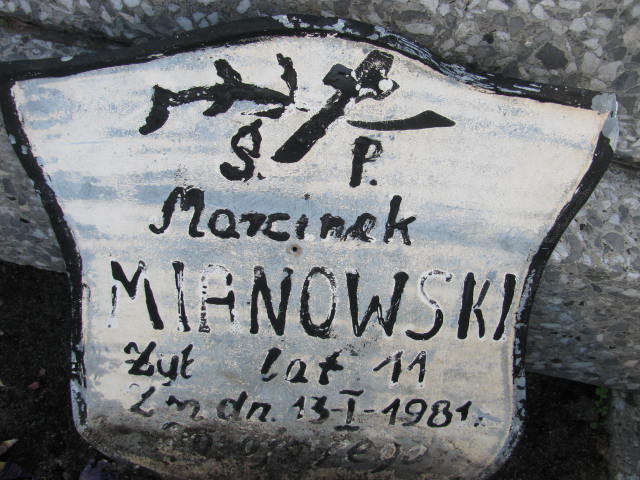 Ś. P.
Marcinek
MIANOWSKI
Żył lat 11
Zm dn. 13-I-1981.